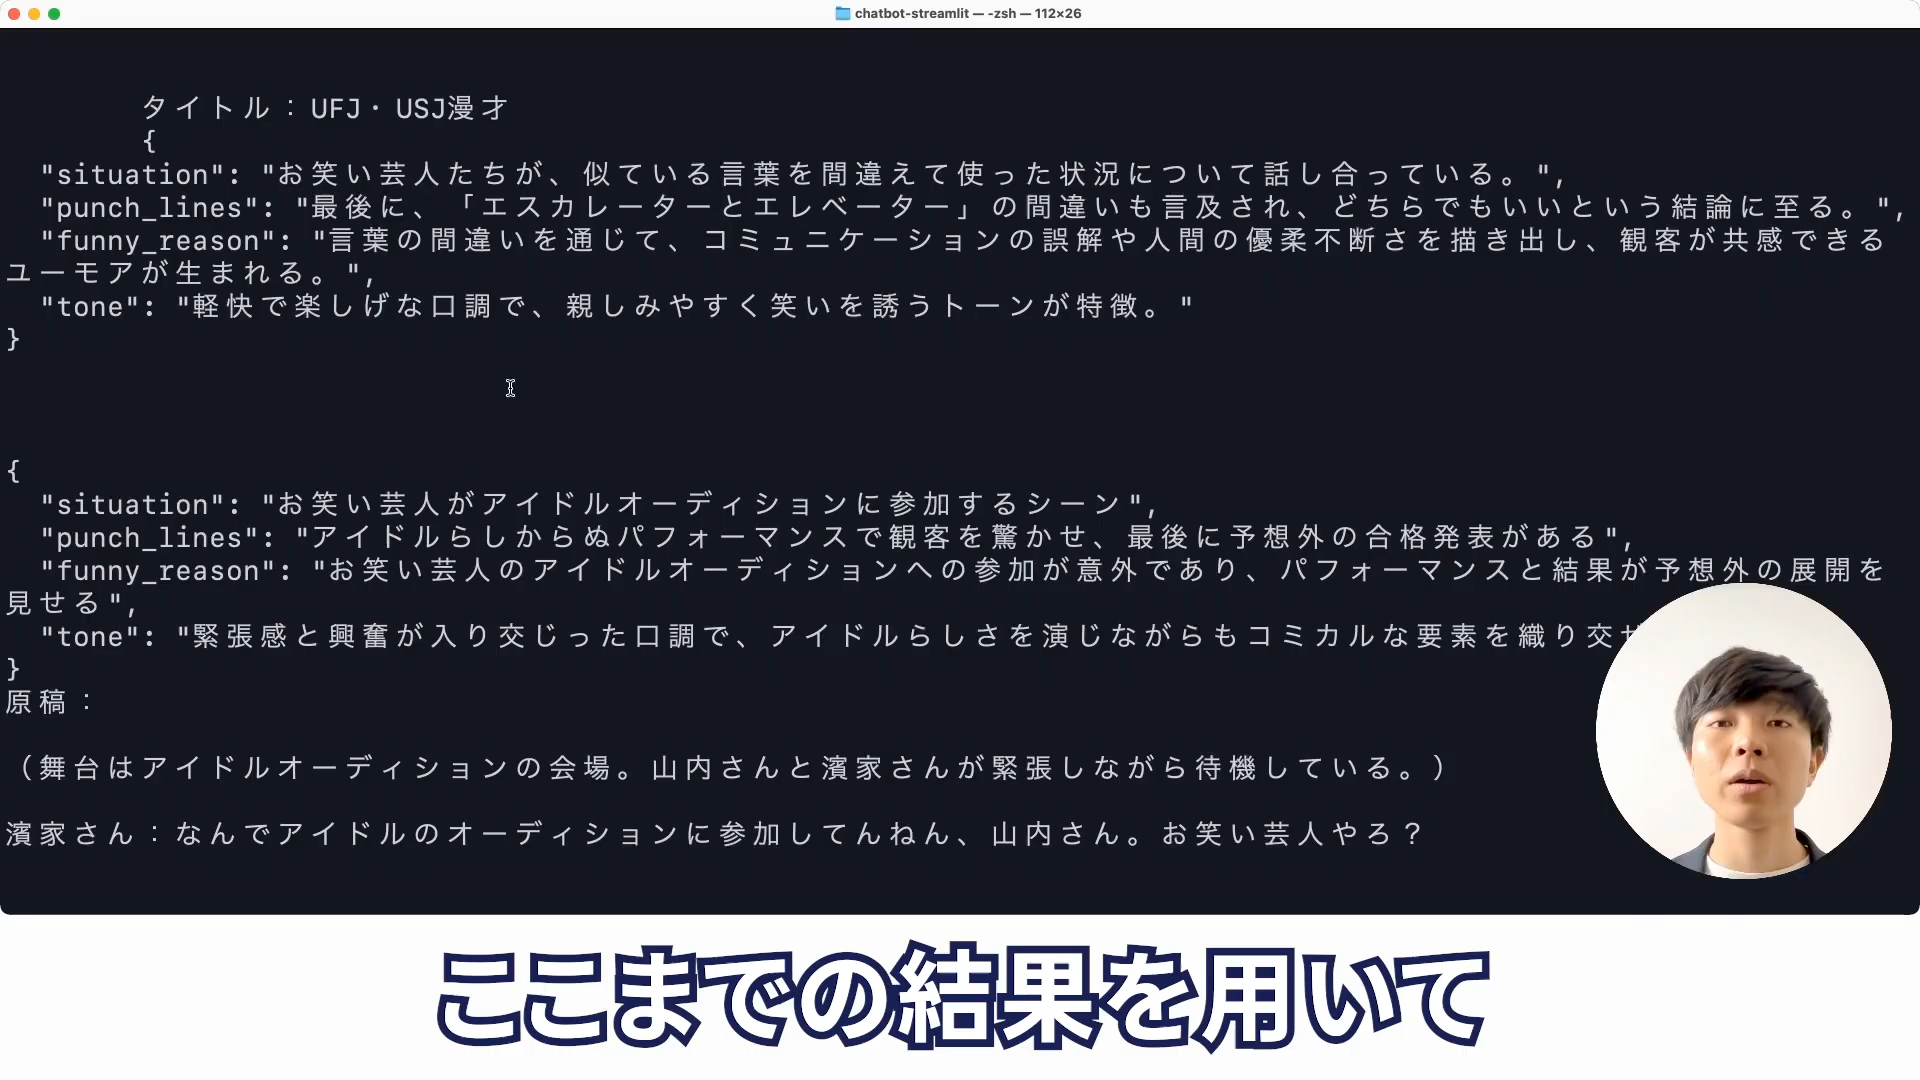 chatbot-streamlit — -zsh — 112×26
タイトル：UFJ・USJ漫才
{
"situation": "お笑い芸人たちが、似ている言葉を間違えて使った状況について話し合っている。",
"punch_lines": "最後に、「エスカレーターとエレベーター」の間違いも言及され、どちらでもいいという結論に至る。",
"funny_reason": "言葉の間違いを通じて、コミュニケーションの誤解や人間の優柔不断さを描き出し、観客が共感できる
ユーモアが生まれる。",
"tone": "軽快で楽しげな口調で、親しみやすく笑いを誘うトーンが特徴。"
}
{
"situation": "お笑い芸人がアイドルオーディションに参加するシーン",
"punch_lines": "アイドルらしからぬパフォーマンスで観客を驚かせ、最後に予想外の合格発表がある",
"funny_reason": "お笑い芸人のアイドルオーディションへの参加が意外であり、パフォーマンスと結果が予想外の展開を
見せる",
"tone": "緊張感と興奮が入り交じった口調で、アイドルらしさを演じながらもコミカルな要素を織り交
}
原稿：
（舞台はアイドルオーディションの会場。山内さんと濱家さんが緊張しながら待機している。）
濱家さん：なんでアイドルのオーディションに参加してんねん、山内さん。お笑い芸人やろ？
ここまでの結果を用いて